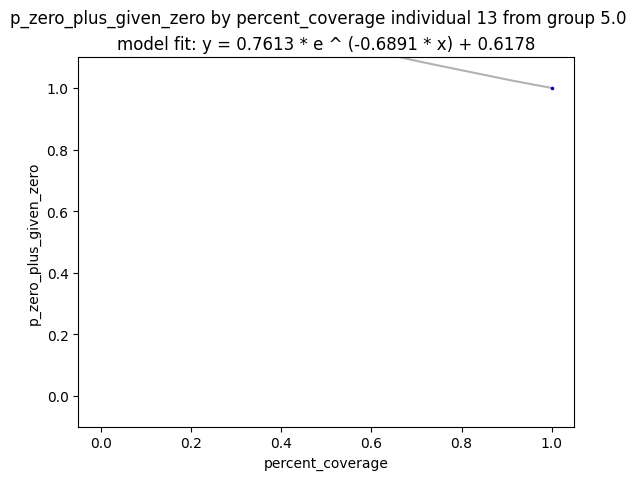 p_zero_plus_given_zero by percent_coverage individual 13 from group 5.0
model fit: y = 0.7613 * e ^ (-0.6891 * x) + 0.6178
1.0
0.8
0.6
0.4
0.2
0.0
p_zero_plus_given_zero
0.0 0.2 0.4 0.6 0.8 1.0
percent_coverage